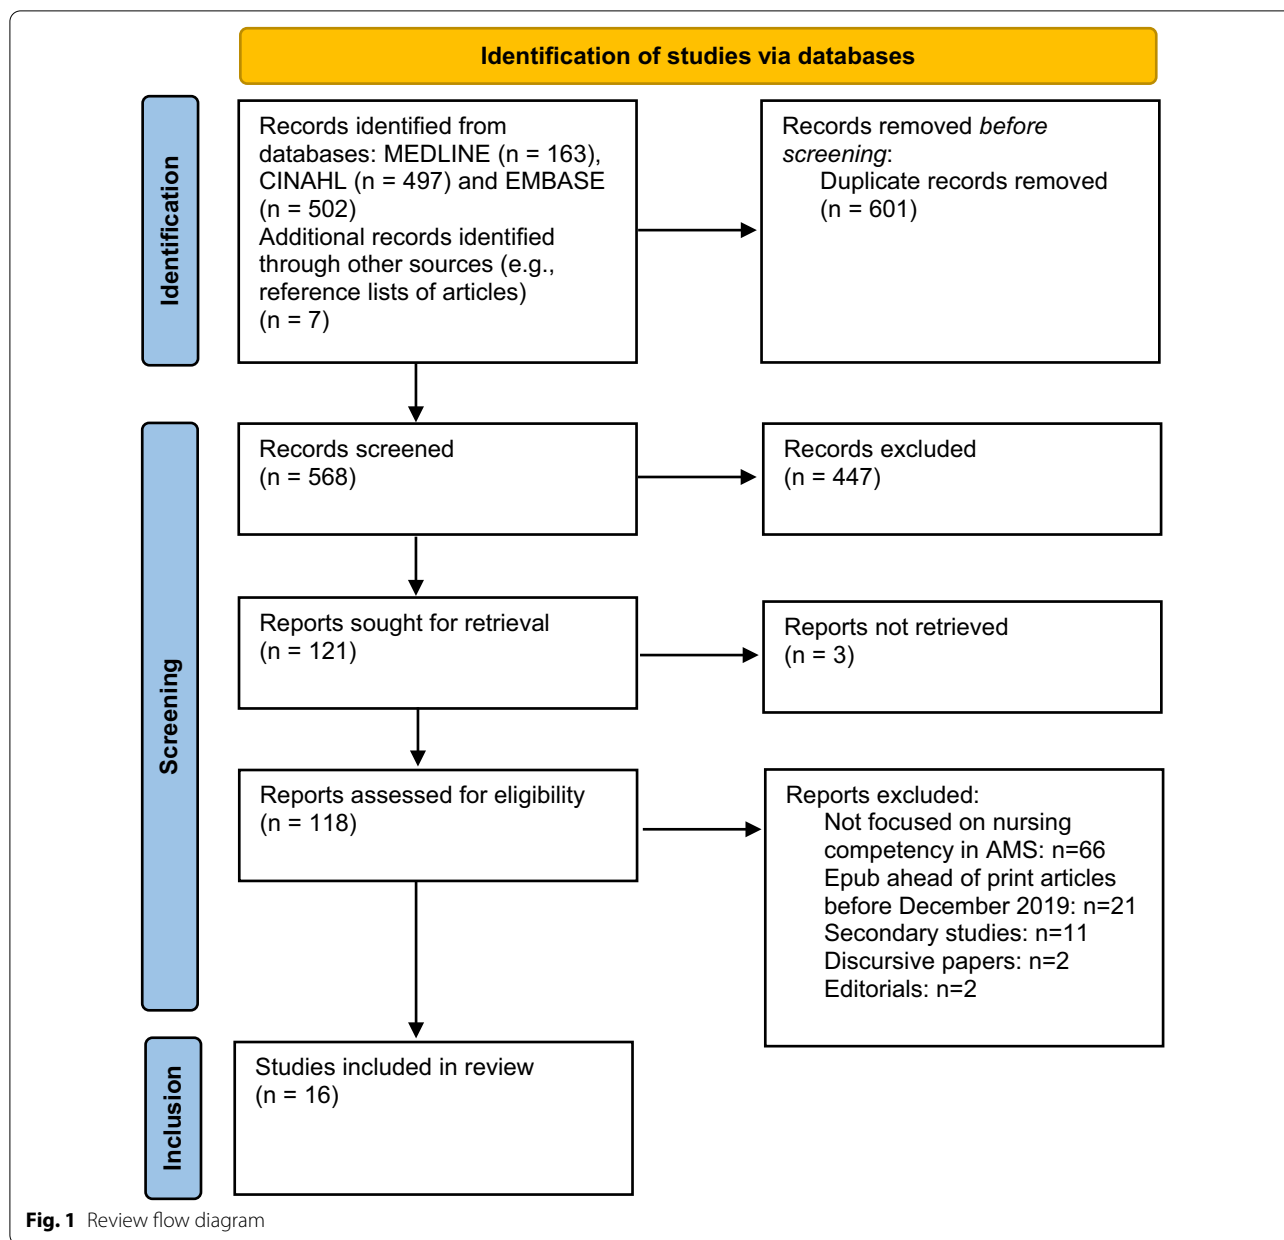 Identification of studies via databases
Identification
Records identified from
databases: MEDLINE (n = 163),
CINAHL (n = 497) and EMBASE
(n = 502)
Additional records identified
through other sources (e.g.,
reference lists of articles)
(n = 7)
Records removed before
screening:
Duplicate records removed
(n = 601)
Screening
Records screened
(n = 568)
Records excluded
(n = 447)
Reports sought for retrieval
(n = 121)
Reports not retrieved
(n = 3)
Reports assessed for eligibility
(n = 118)
Reports excluded:
Not focused on nursing
competency in AMS: n=66
Epub ahead of print articles
before December 2019: n=21
Secondary studies: n=11
Discursive papers: n=2
Editorials: n=2
Inclusion
Studies included in review
(n = 16)
Fig. 1 Review flow diagram